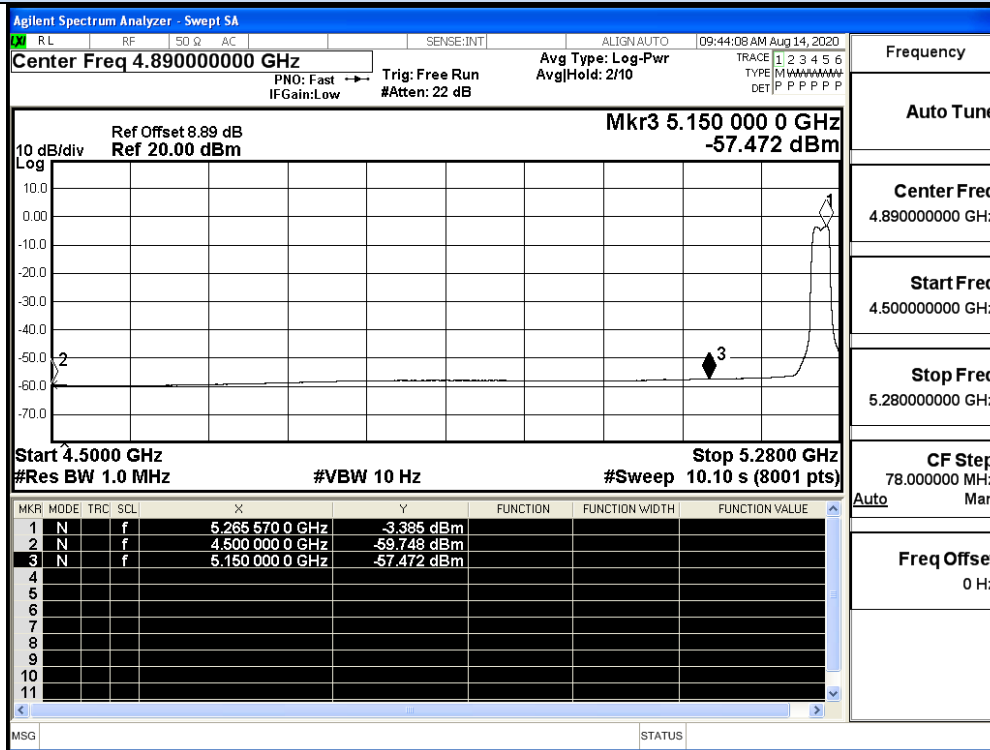 Agilent Spectrum Analyzer - Swept SA
LXI RL RF 50 Ω AC SENSE:INT ALIGN AUTO 09:44:08 AM Aug 14, 2020
Center Freq 4.890000000 GHz
PNO: Fast
IFGain:Low
Trig: Free Run
#Atten: 22 dB
Avg Type: Log-Pwr
Avg|Hold: 2/10
TRACE 1 2 3 4 5 6
TYPE M W W W W W
DET P P P P P P
Mkr3 5.150 000 0 GHz
-57.472 dBm
Ref Offset 8.89 dB
10 dB/div Ref 20.00 dBm
Log
10.0
0.00
-10.0
-20.0
-30.0
-40.0
-50.0
-60.0
-70.0
1
2
3
Start 4.5000 GHz Stop 5.2800 GHz
#Res BW 1.0 MHz #VBW 10 Hz #Sweep 10.10 s (8001 pts)
MKR MODE TRC SCL X Y FUNCTION FUNCTION WIDTH FUNCTION VALUE
1 N f 5.265 570 0 GHz -3.385 dBm
2 N f 4.500 000 0 GHz -59.748 dBm
3 N f 5.150 000 0 GHz -57.472 dBm
4
5
6
7
8
9
10
11
MSG STATUS
Frequency
Auto Tune
Center Freq
4.890000000 GHz
Start Freq
4.500000000 GHz
Stop Freq
5.280000000 GHz
CF Step
78.000000 MHz
Auto Man
Freq Offset
0 Hz